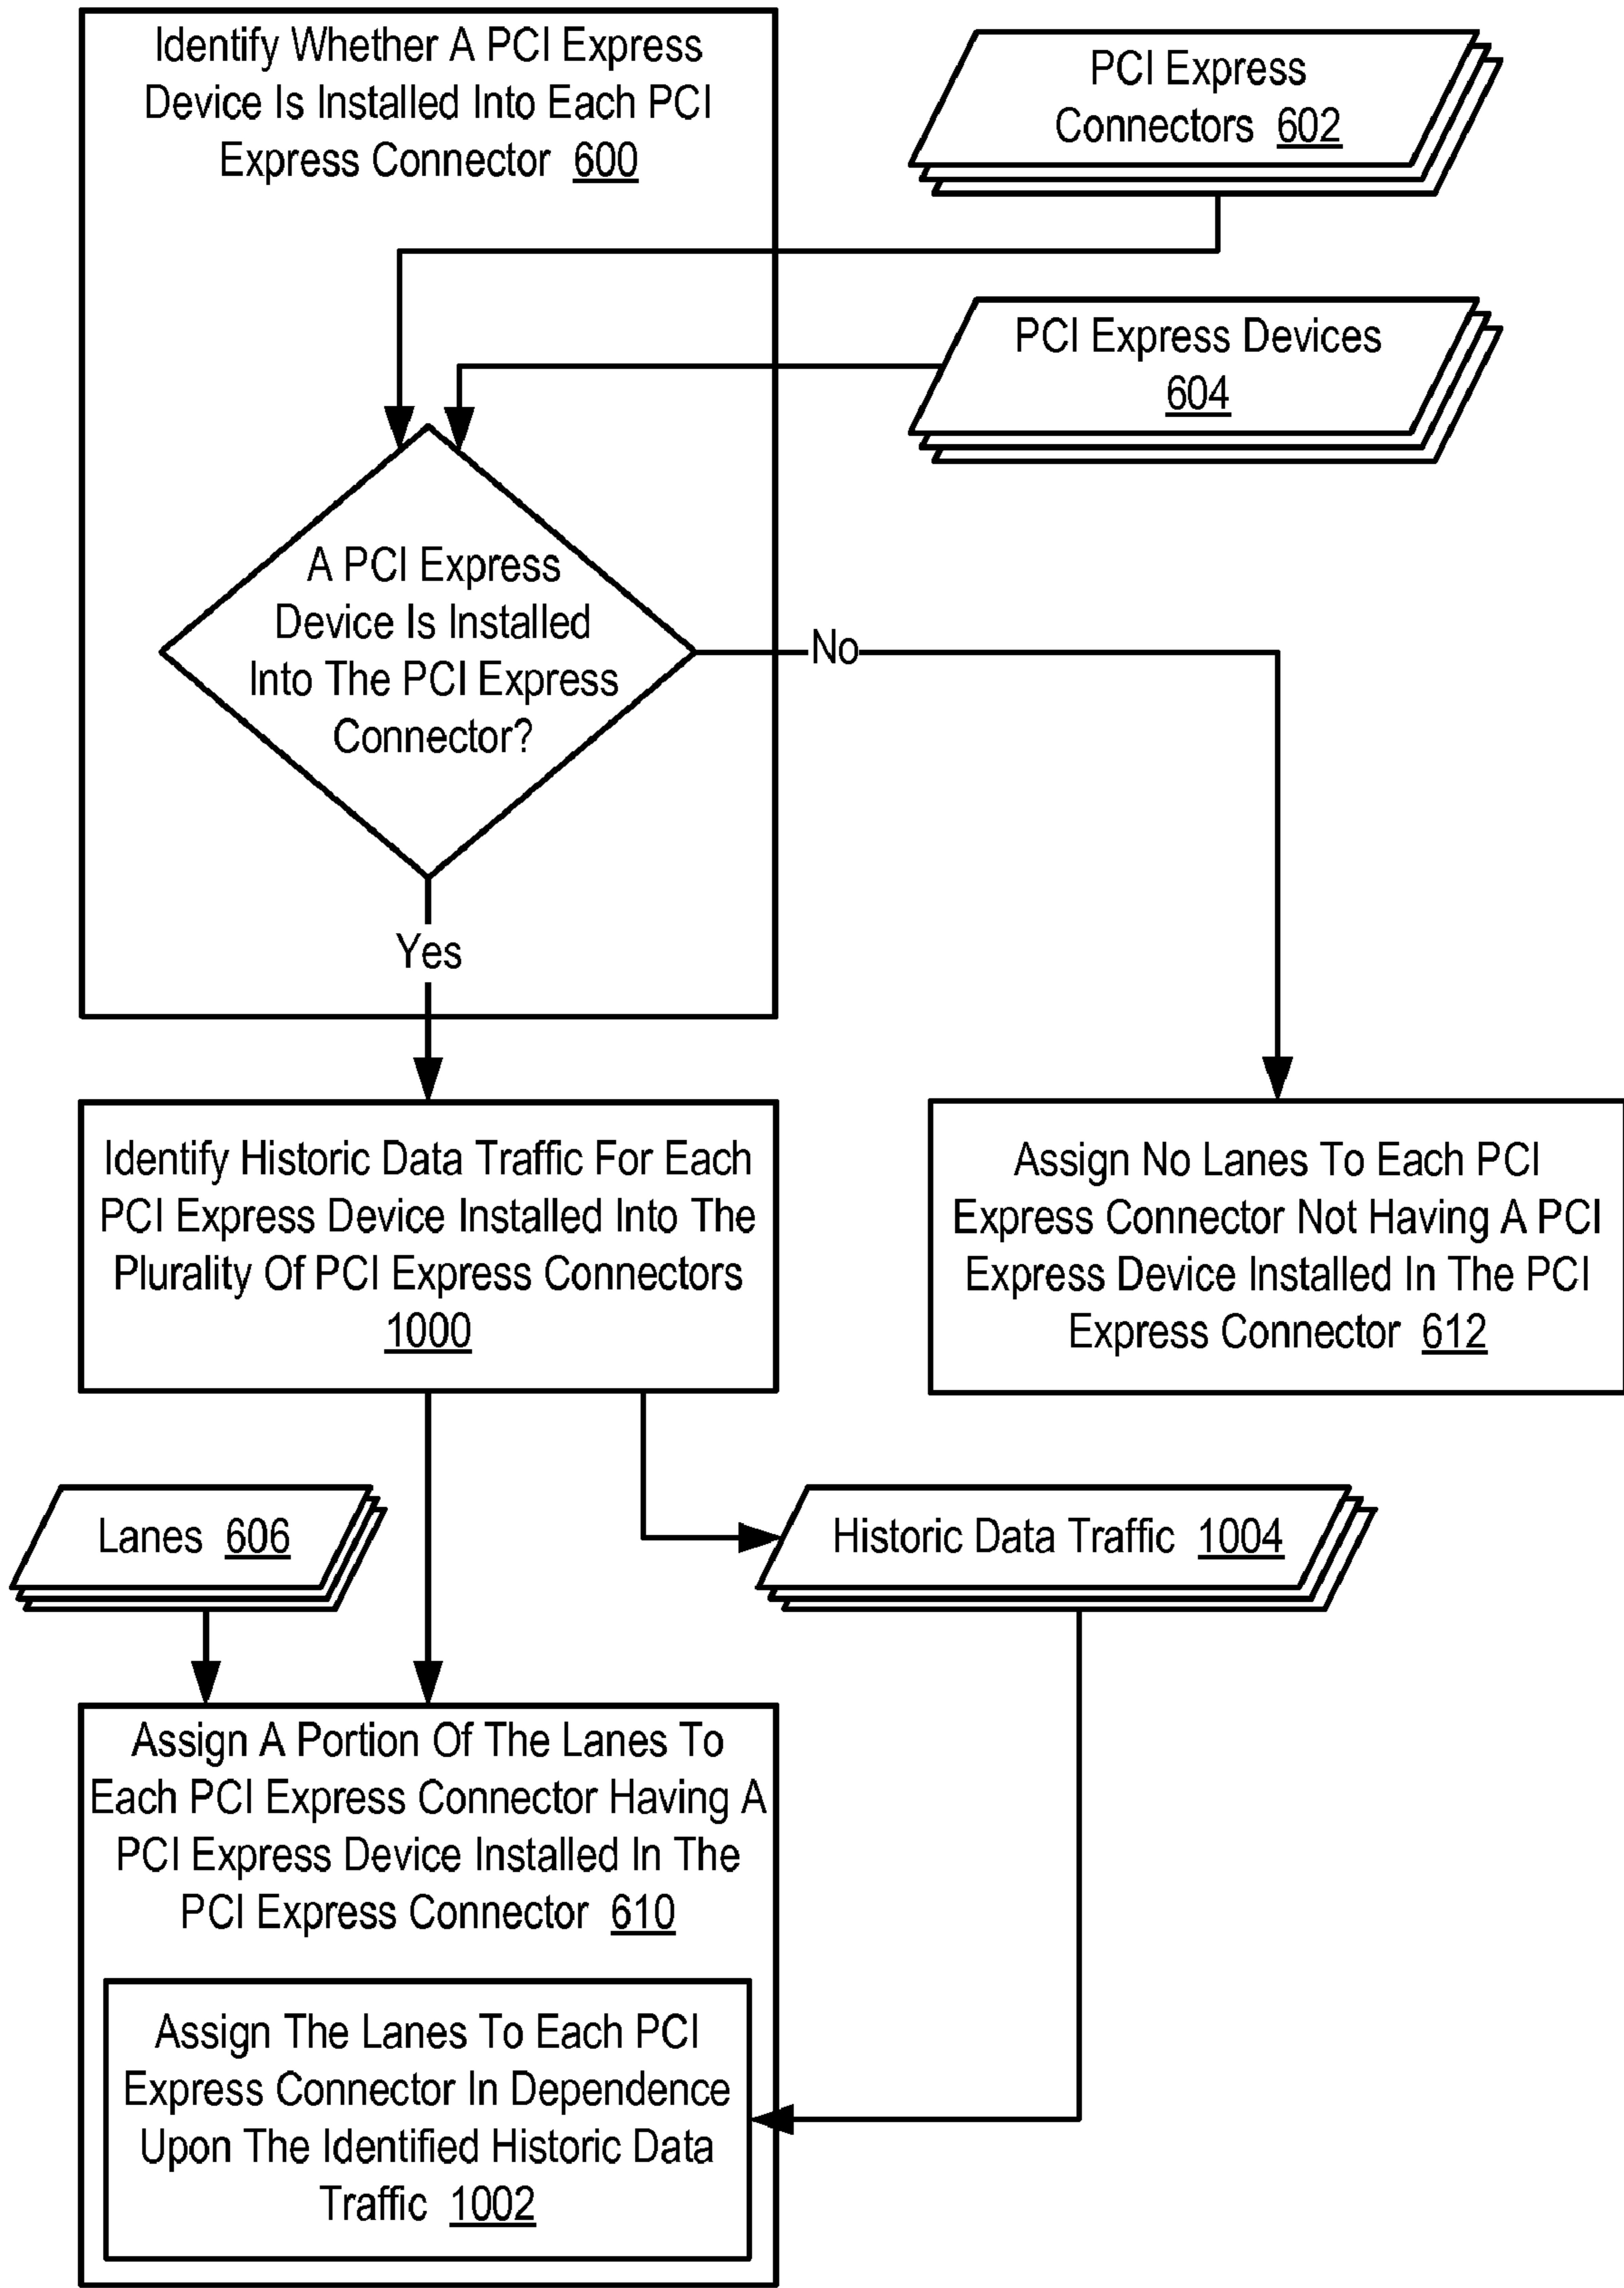 Identify Whether A PCI Express
Device Is Installed Into Each PCI
Express Connector 600
PCI Express
Connectors 602
PCI Express Devices
604
A PCI Express
Device Is Installed
Into The PCI Express
Connector?
No
Yes
Identify Historic Data Traffic For Each
PCI Express Device Installed Into The
Plurality Of PCI Express Connectors
1000
Assign No Lanes To Each PCI
Express Connector Not Having A PCI
Express Device Installed In The PCI
Express Connector 612
Lanes 606
Historic Data Traffic 1004
Assign A Portion Of The Lanes To
Each PCI Express Connector Having A
PCI Express Device Installed In The
PCI Express Connector 610
Assign The Lanes To Each PCI
Express Connector In Dependence
Upon The Identified Historic Data
Traffic 1002